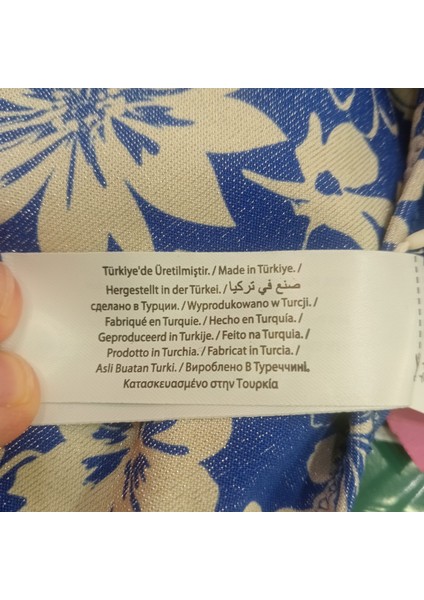 Türkiye'de Üretilmiştir. / Made in Türkiye. /
Hergestellt in der Türkei. / صنع في تركيا /
сделано в Турции. / Wyprodukowano w Turcji. /
Fabriqué en Turquie. / Hecho en Turquía. /
Geproduceerd in Turkije. / Feito na Turquia. /
Prodotto in Turchia. / Fabricat in Turcia. /
Asli Buatan Turki. / Вироблено В Туреччині.
Κατασκευασμένο στην Τουρκία